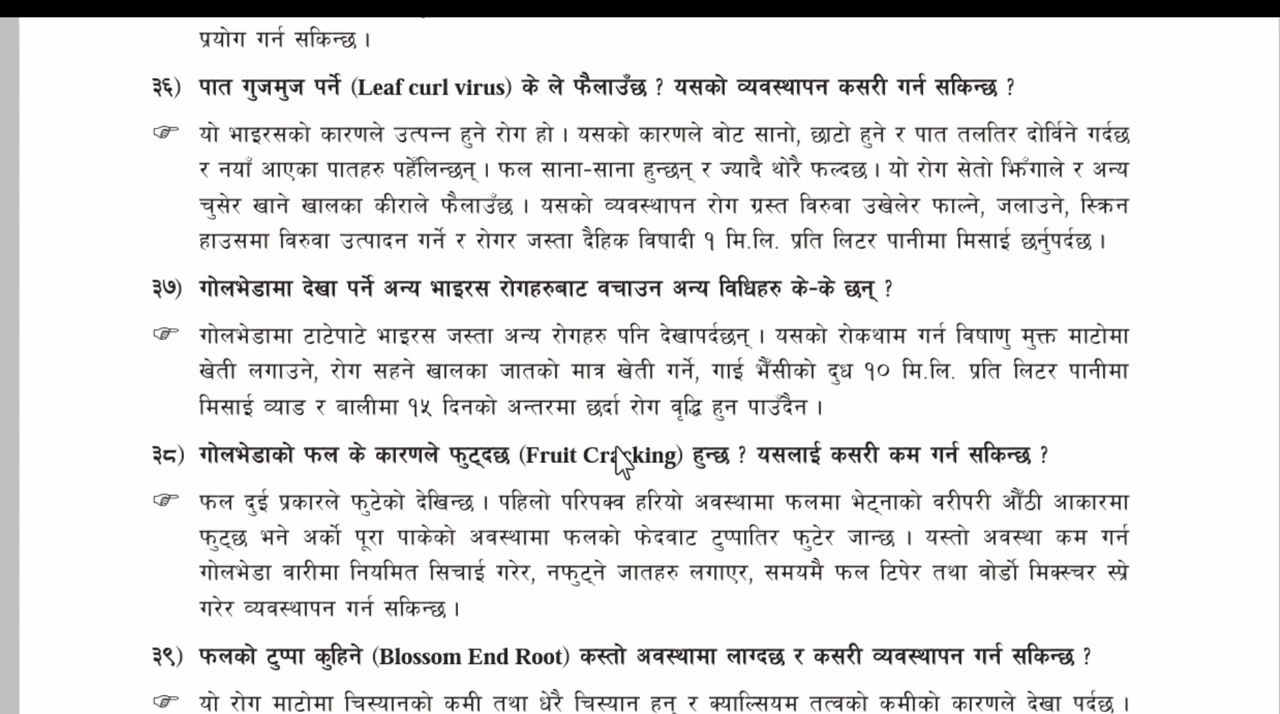 प्रयोग गर्न सकिन्छ ।
३६) पात गुजमुज पर्ने (Leaf curl virus) के ले फैलाउँछ ? यसको व्यवस्थापन कसरी गर्न सकिन्छ ?
☞ यो भाइरसको कारणले उत्पन्न हुने रोग हो । यसको कारणले वोट सानो, छाटो हुने र पात तलतिर दोर्विने गर्दछ
र नयाँ आएका पातहरु पहेँलिन्छन् । फल साना-साना हुन्छन् र ज्यादै थोरै फल्दछ । यो रोग सेतो झिँगाले र अन्य
चुसेर खाने खालका कीराले फैलाउँछ । यसको व्यवस्थापन रोग ग्रस्त विरुवा उखेलेर फाल्ने, जलाउने, स्क्रिन
हाउसमा विरुवा उत्पादन गर्ने र रोगर जस्ता दैहिक विषादी १ मि.लि. प्रति लिटर पानीमा मिसाई छर्नुपर्दछ ।
३७) गोलभेडामा देखा पर्ने अन्य भाइरस रोगहरुबाट वचाउन अन्य विधिहरु के-के छन् ?
☞ गोलभेडामा टाटेपाटे भाइरस जस्ता अन्य रोगहरु पनि देखापर्दछन् । यसको रोकथाम गर्न विषाणु मुक्त माटोमा
खेती लगाउने, रोग सहने खालका जातको मात्र खेती गर्ने, गाई भैँसीको दुध १० मि.लि. प्रति लिटर पानीमा
मिसाई व्याड र बालीमा १५ दिनको अन्तरमा छर्दा रोग वृद्धि हुन पाउँदैन ।
३८) गोलभेडाको फल के कारणले फुट्दछ (Fruit Cracking) हुन्छ ? यसलाई कसरी कम गर्न सकिन्छ ?
☞ फल दुई प्रकारले फुटेको देखिन्छ । पहिलो परिपक्व हरियो अवस्थामा फलमा भेट्नाको वरीपरी औँठी आकारमा
फुट्छ भने अर्को पूरा पाकेको अवस्थामा फलको फेदवाट टुप्पातिर फुटेर जान्छ । यस्तो अवस्था कम गर्न
गोलभेडा वारीमा नियमित सिचाई गरेर, नफुट्ने जातहरु लगाएर, समयमै फल टिपेर तथा वोर्डो मिक्स्चर स्प्रे
गरेर व्यवस्थापन गर्न सकिन्छ ।
३९) फलको टुप्पा कुहिने (Blossom End Root) कस्तो अवस्थामा लाग्दछ र कसरी व्यवस्थापन गर्न सकिन्छ ?
☞ यो रोग माटोमा चिस्यानको कमी तथा धेरै चिस्यान हुनु र क्याल्सियम तत्वको कमीको कारणले देखा पर्दछ ।